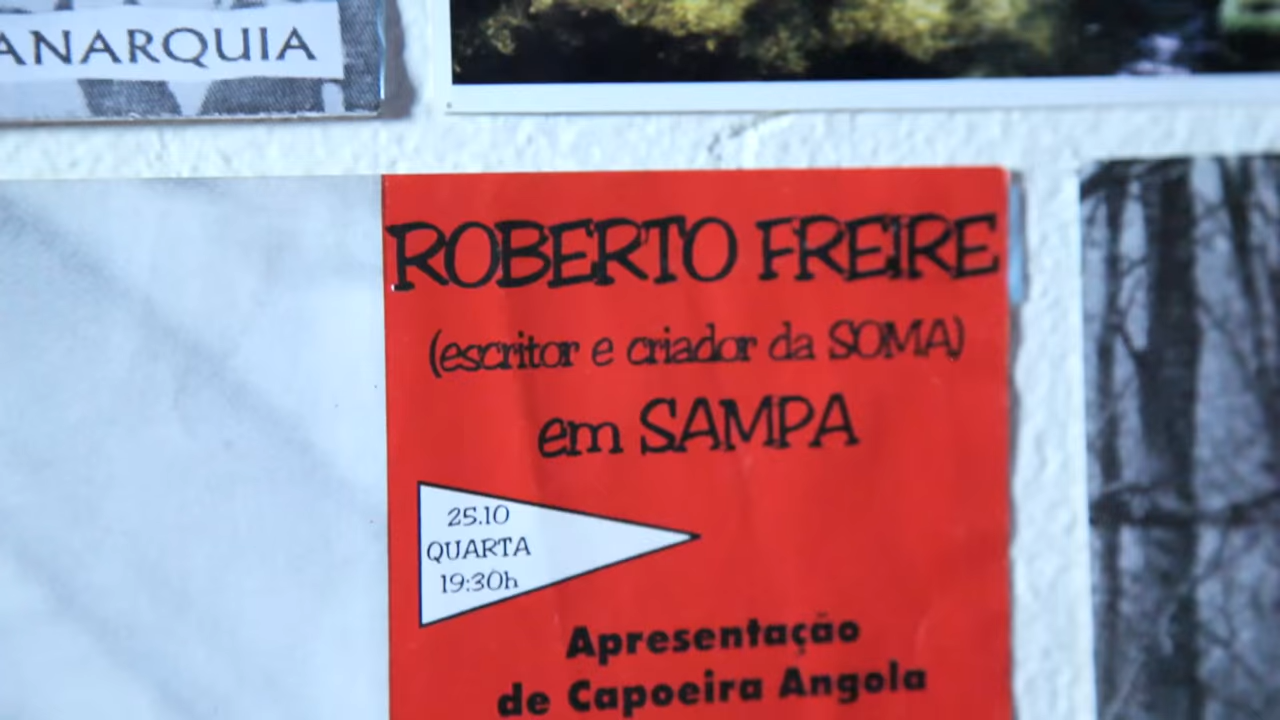 ANARQUIA
ROBERTO FREIRE
(escritor e criador da SOMA)
em SAMPA
25.10
QUARTA
19:30h
Apresentação
de Capoeira Angola